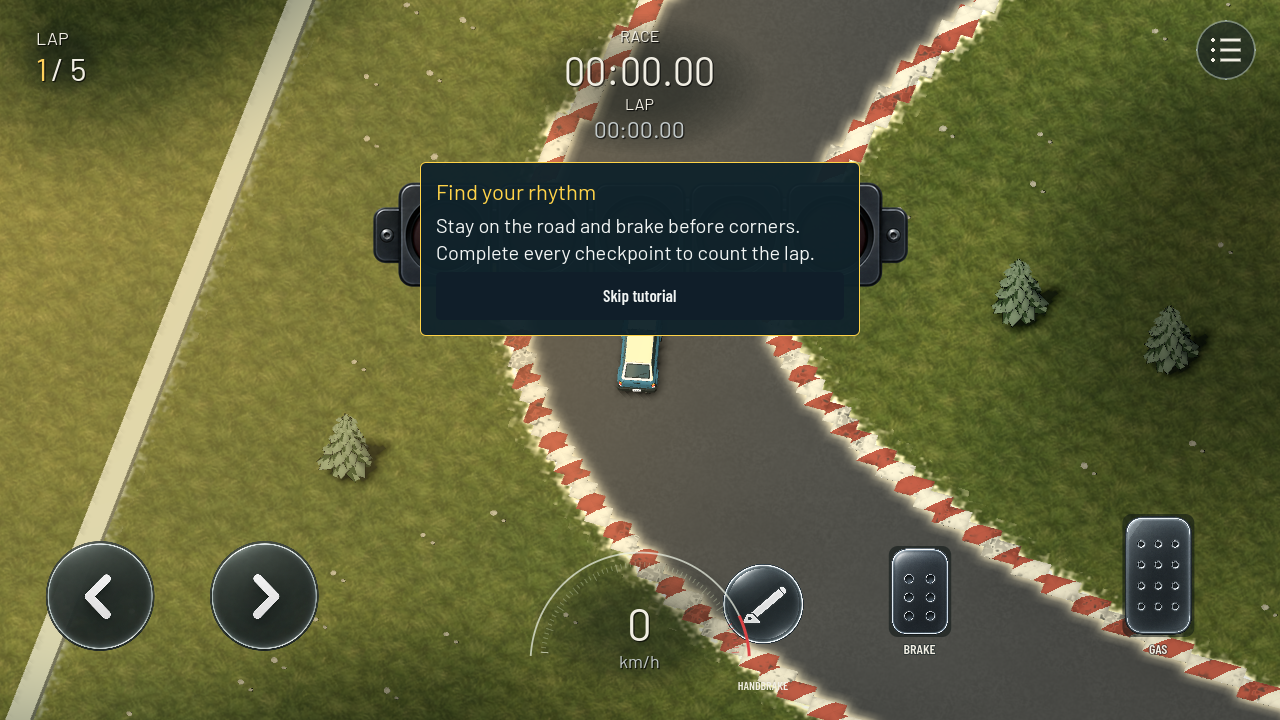 LAP
1/ 5
RACE
00:00.00
LAP
00:00.00
Find your rhythm
Stay on the road and brake before corners.
Complete every checkpoint to count the lap.
Skip tutorial
0
km/h
HANDBRAKE
BRAKE
GAS